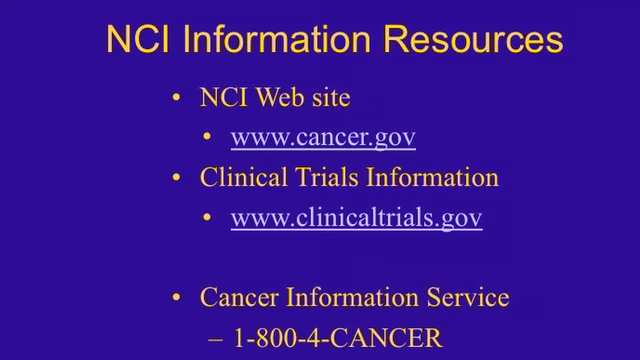 NCI Information Resources
• NCI Web site
• www.cancer.gov
• Clinical Trials Information
• www.clinicaltrials.gov
• Cancer Information Service
– 1-800-4-CANCER